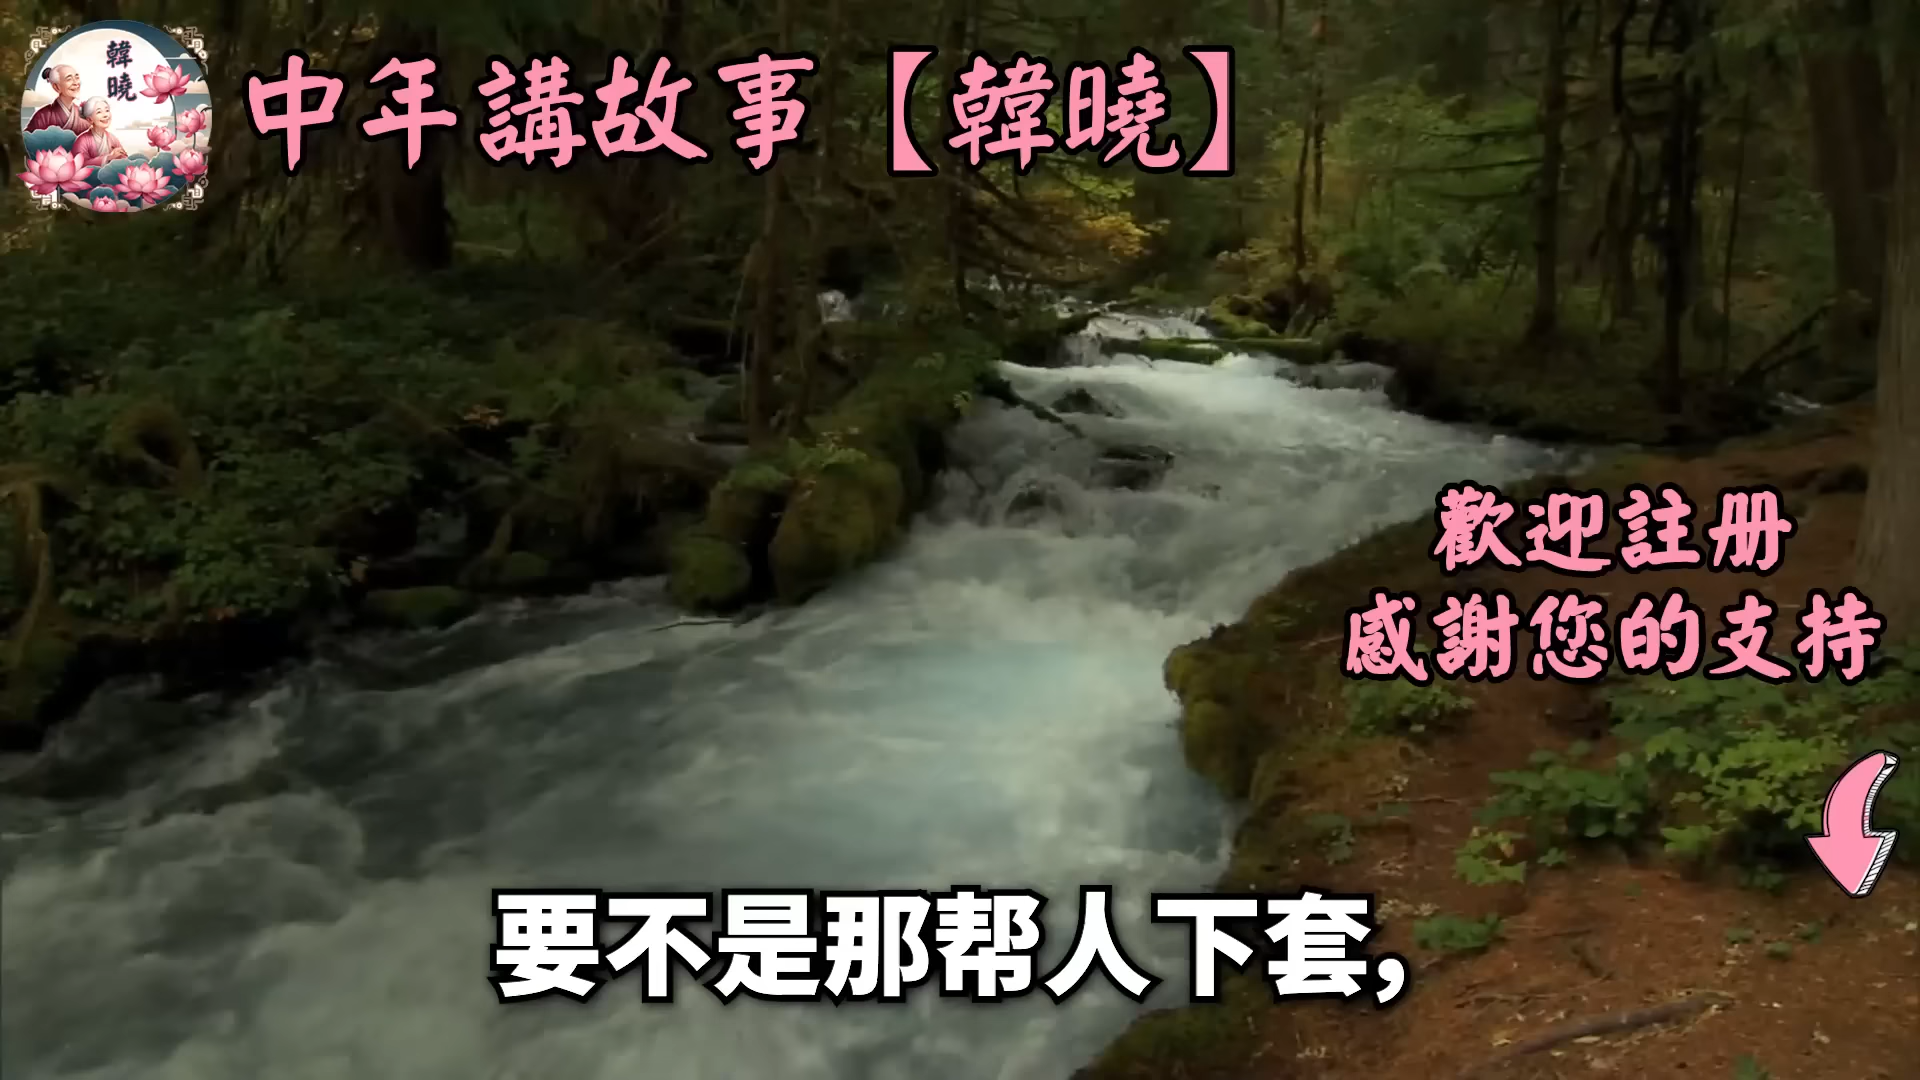 韓
曉
中年講故事【韓曉】
歡迎註册
感謝您的支持
要不是那帮人下套,